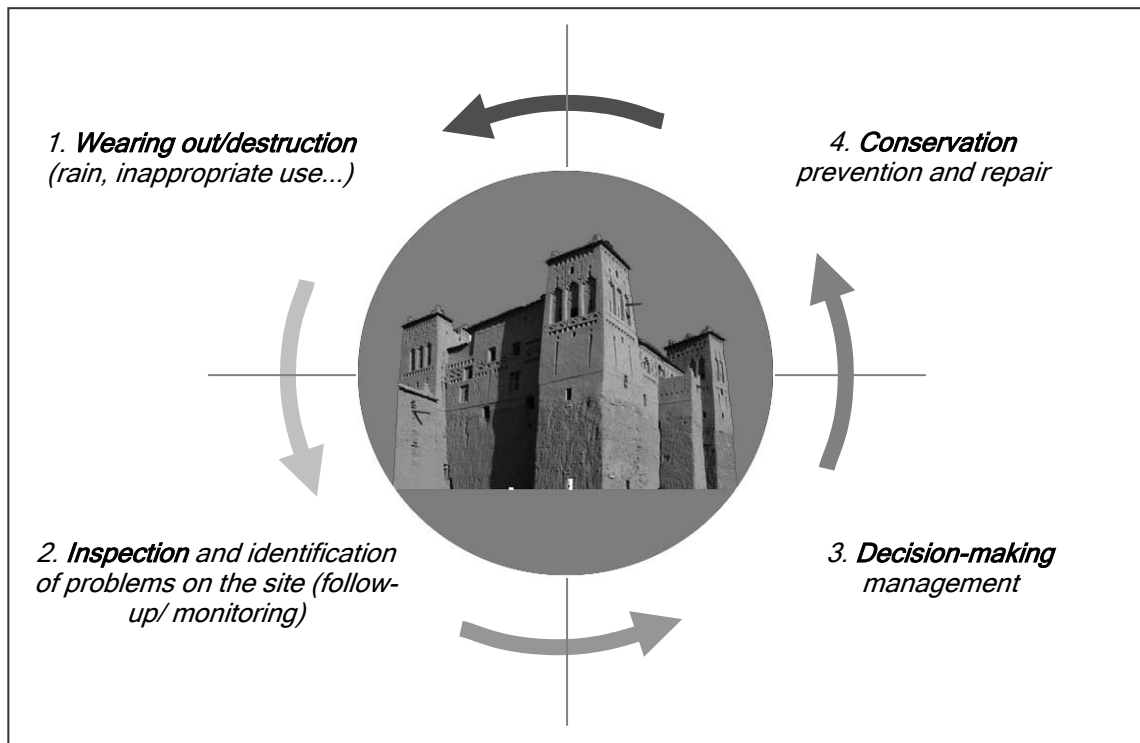 1. Wearing out/destruction
(rain, inappropriate use...)
4. Conservation
prevention and repair
2. Inspection and identification
of problems on the site (follow-
up/ monitoring)
3. Decision-making
management